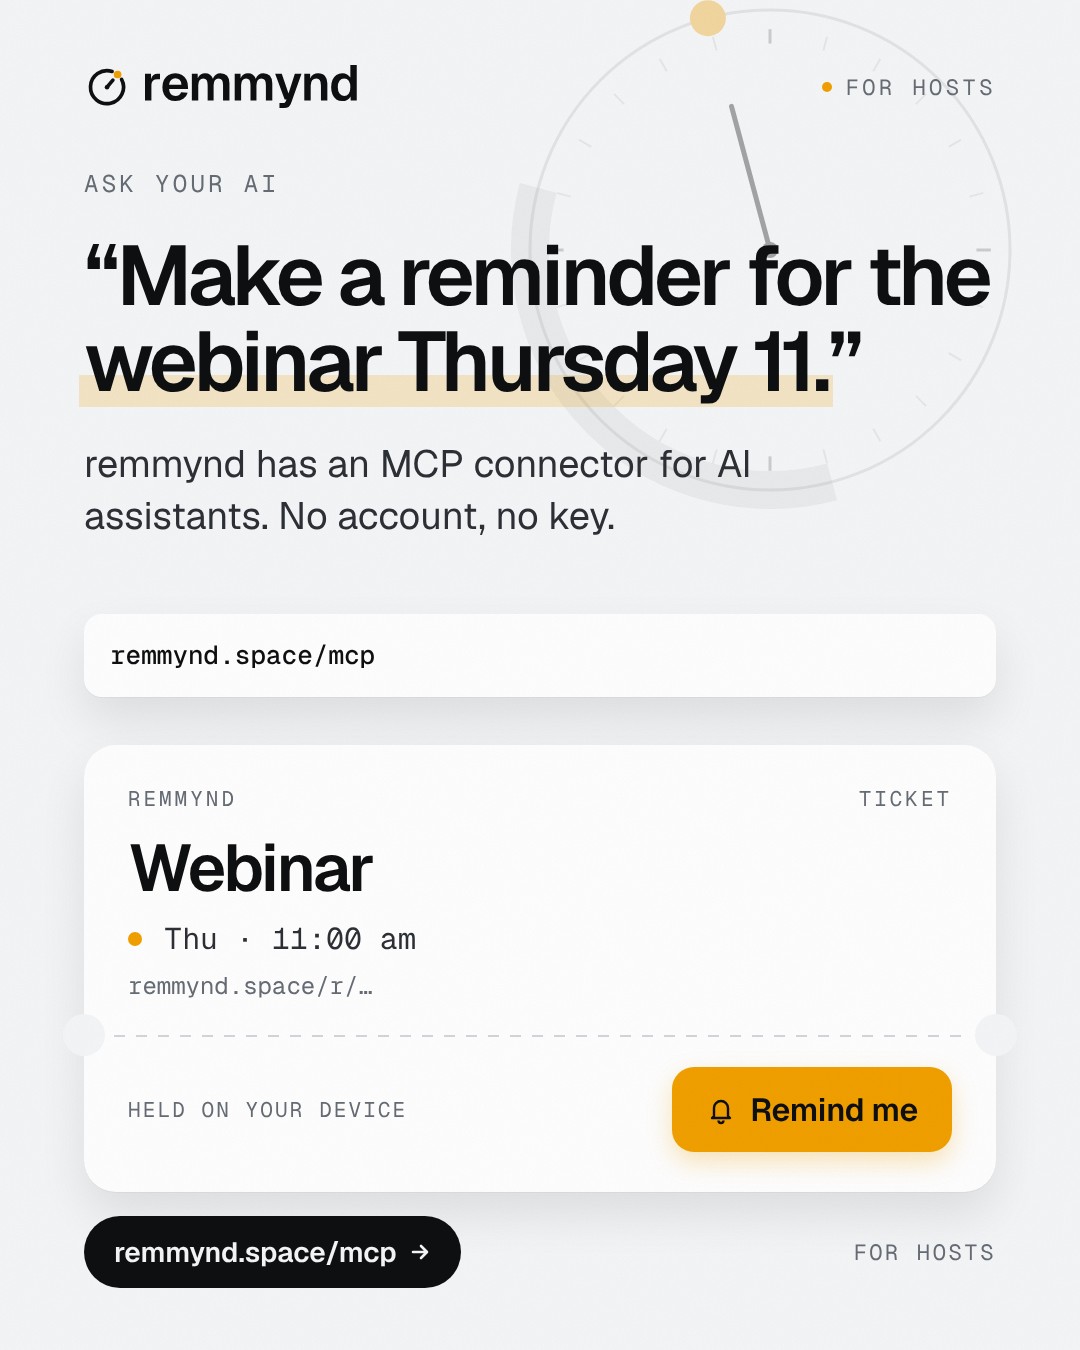 remmynd
FOR HOSTS
ASK YOUR AI
“Make a reminder for the
webinar Thursday 11.”
remmynd has an MCP connector for AI
assistants. No account, no key.
remmynd.space/mcp
REMMYND
TICKET
Webinar
Thu · 11:00 am
remmynd.space/r/…
HELD ON YOUR DEVICE
Remind me
remmynd.space/mcp →
FOR HOSTS